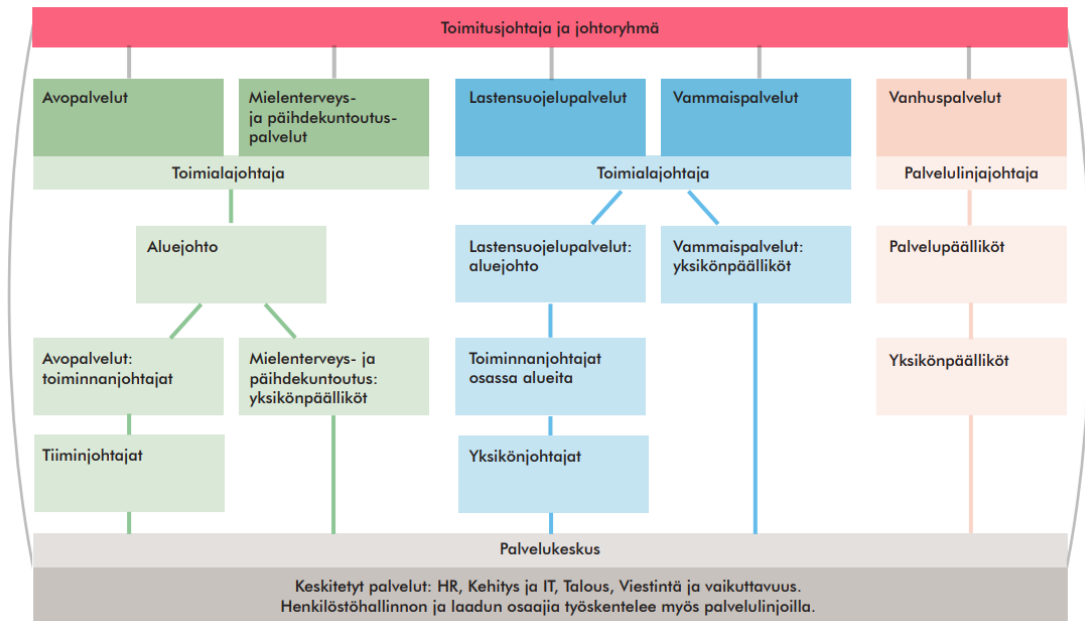 Toimitusjohtaja ja johtoryhmä
Avopalvelut
Mielenterveys-
ja päihdekuntoutus-
palvelut
Lastensuojelupalvelut
Vammaispalvelut
Vanhuspalvelut
Toimialajohtaja
Toimialajohtaja
Palvelulinjajohtaja
Aluejohto
Lastensuojelupalvelut:
aluejohto
Vammaispalvelut:
yksikönpäälliköt
Palvelupäälliköt
Avopalvelut:
toiminnanjohtajat
Mielenterveys- ja
päihdekuntoutus:
yksikönpäälliköt
Toiminnanjohtajat
osassa alueita
Yksikönpäälliköt
Tiiminjohtajat
Yksikönjohtajat
Palvelukeskus
Keskitetyt palvelut: HR, Kehitys ja IT, Talous, Viestintä ja vaikuttavuus.
Henkilöstöhallinnon ja laadun osaajia työskentelee myös palvelulinjoilla.